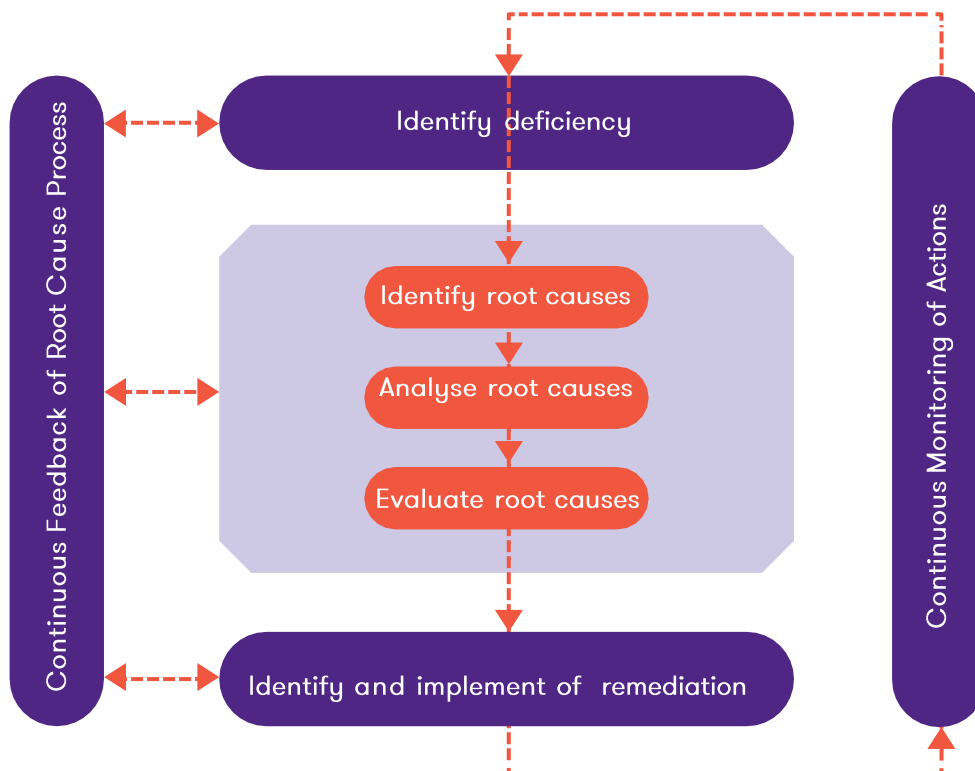 Continuous Feedback of Root Cause Process
Identify deficiency
Identify root causes
Analyse root causes
Evaluate root causes
Identify and implement of remediation
Continuous Monitoring of Actions